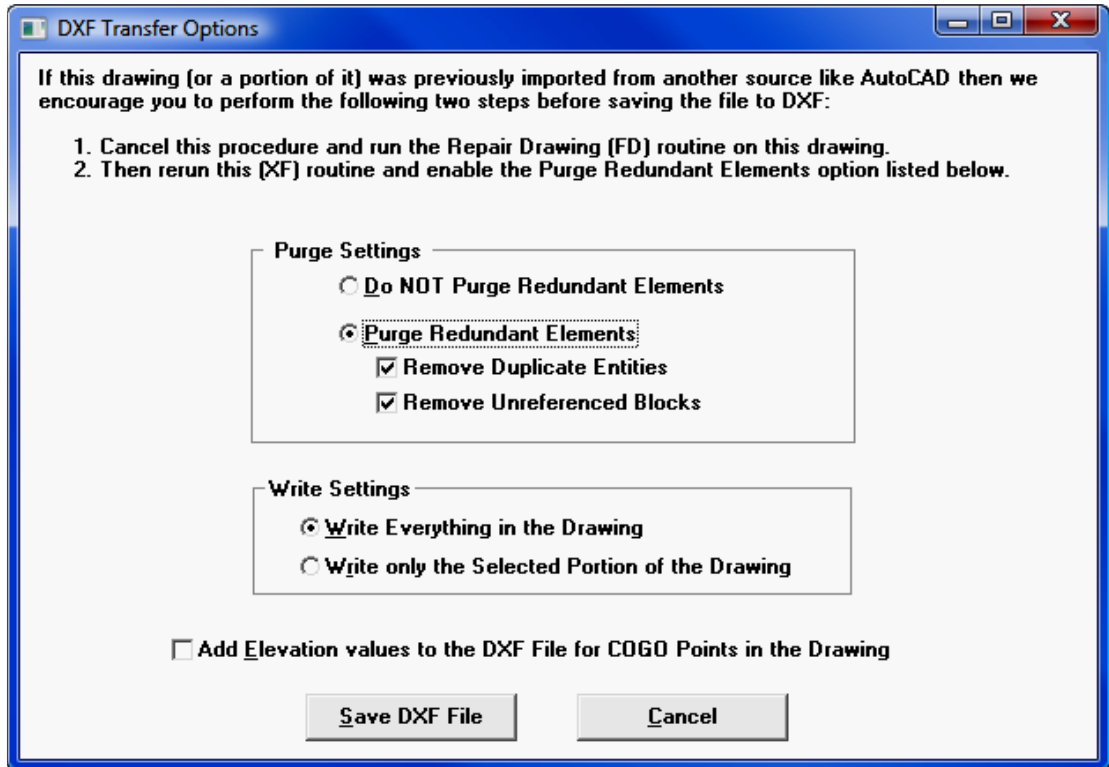 DXF Transfer Options
If this drawing (or a portion of it) was previously imported from another source like AutoCAD then we
encourage you to perform the following two steps before saving the file to DXF:
1. Cancel this procedure and run the Repair Drawing (FD) routine on this drawing.
2. Then rerun this (XF) routine and enable the Purge Redundant Elements option listed below.
Purge Settings
Do NOT Purge Redundant Elements
Purge Redundant Elements
Remove Duplicate Entities
Remove Unreferenced Blocks
Write Settings
Write Everything in the Drawing
Write only the Selected Portion of the Drawing
Add Elevation values to the DXF File for COGO Points in the Drawing
Save DXF File
Cancel